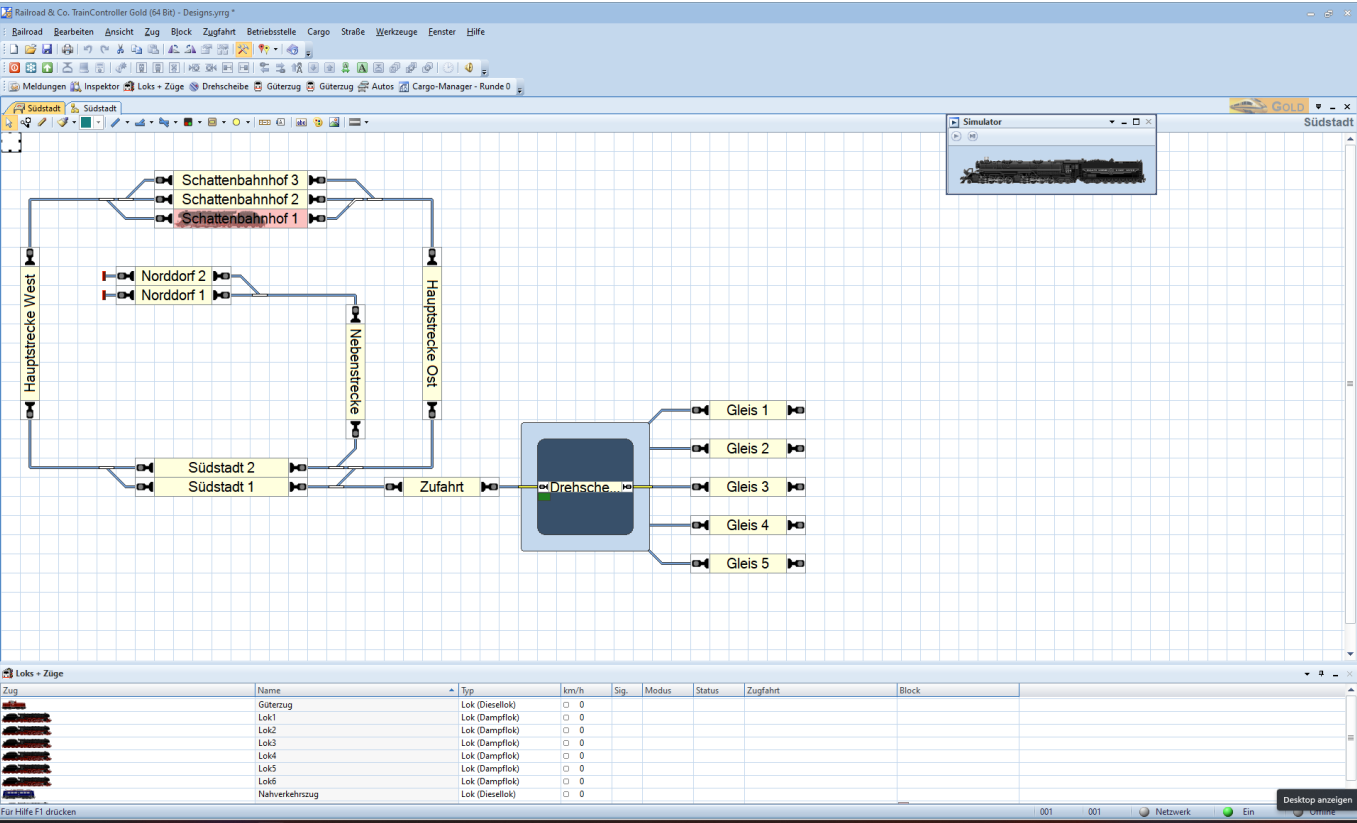 Railroad & Co. TrainController Gold (64 Bit) - Designs.yrrg *
Railroad Bearbeiten Ansicht Zug Block Zugfahrt Betriebsstelle Cargo Straße Werkzeuge Fenster Hilfe
Meldungen Inspektor Loks + Züge Drehscheibe Güterzug Güterzug Autos Cargo-Manager - Runde 0
Südstadt Südstadt GOLD
Simulator
Südstadt
Schattenbahnhof 3
Schattenbahnhof 2
Schattenbahnhof 1
Norddorf 2
Norddorf 1
Hauptstrecke West
Nebenstrecke
Hauptstrecke Ost
Südstadt 2
Südstadt 1
Zufahrt
Drehsche...
Gleis 1
Gleis 2
Gleis 3
Gleis 4
Gleis 5
Loks + Züge
Zug Name Typ km/h Sig. Modus Status Zugfahrt Block
Güterzug Lok (Diesellok) 0
Lok1 Lok (Dampflok) 0
Lok2 Lok (Dampflok) 0
Lok3 Lok (Dampflok) 0
Lok4 Lok (Dampflok) 0
Lok5 Lok (Dampflok) 0
Lok6 Lok (Dampflok) 0
Nahverkehrszug Lok (Diesellok) 0
Desktop anzeigen
Für Hilfe F1 drücken 001 001 Netzwerk Ein Offline